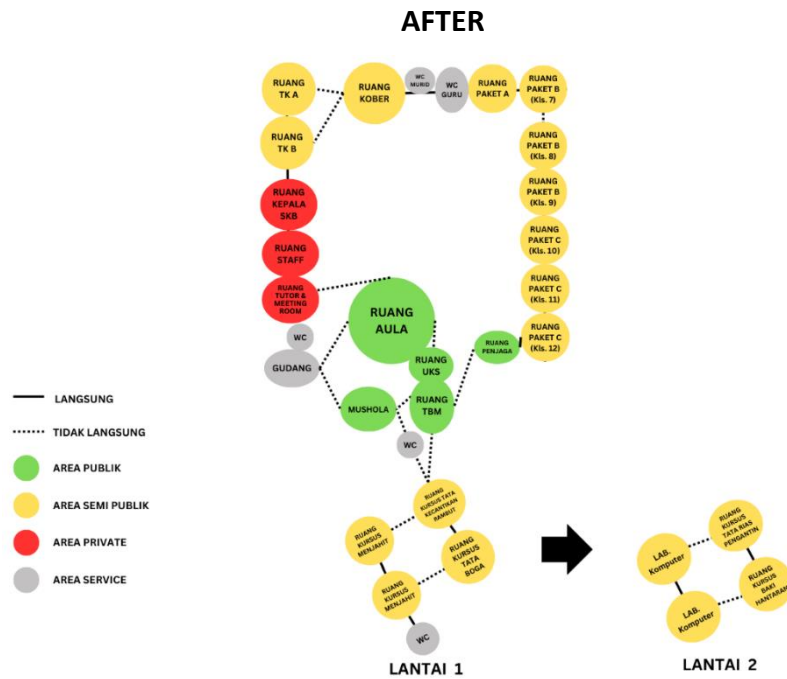 AFTER
RUANG
TK A
RUANG
KOBER
WC
MURID
WC
GURU
RUANG
PAKET A
RUANG
PAKET B
(Kls. 7)
RUANG
TK B
RUANG
PAKET B
(Kls. 8)
RUANG
KEPALA
SKB
RUANG
PAKET B
(Kls. 9)
RUANG
STAFF
RUANG
PAKET C
(Kls. 10)
RUANG
TUTOR &
MEETING
ROOM
RUANG
AULA
RUANG
PAKET C
(Kls. 11)
WC
RUANG
PENJAGA
RUANG
PAKET C
(Kls. 12)
GUDANG
RUANG
UKS
MUSHOLA
RUANG
TBM
WC
LANGSUNG
TIDAK LANGSUNG
AREA PUBLIK
AREA SEMI PUBLIK
AREA PRIVATE
AREA SERVICE
RUANG
KURSUS TATA
KECANTIKAN
RAMBUT
RUANG
KURSUS
MENJAHIT
RUANG
KURSUS
TATA
BOGA
RUANG
KURSUS
MENJAHIT
WC
LANTAI 1
RUANG
KURSUS
TATA RIAS
PENGANTIN
LAB.
Komputer
RUANG
KURSUS
BAKI
HANTARAN
LAB.
Komputer
LANTAI 2